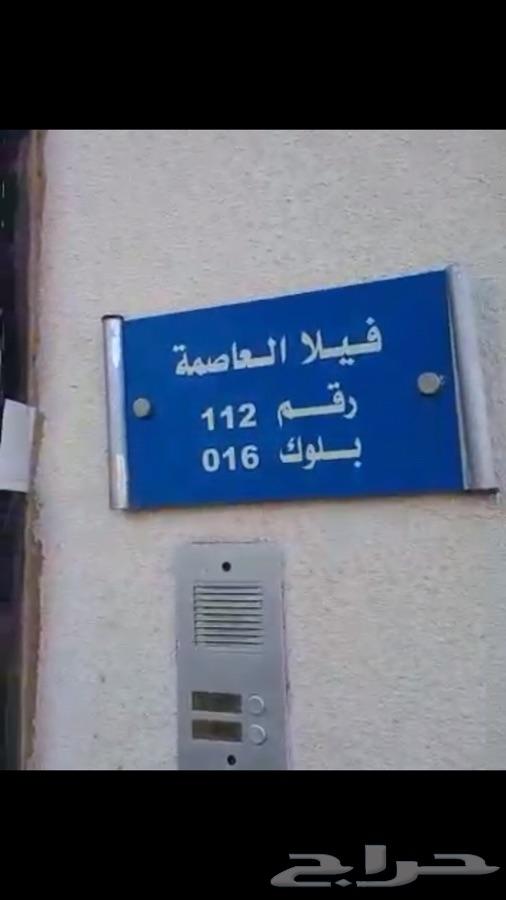 فيلا العاصمة
رقم 112
بلوك 016
حراج